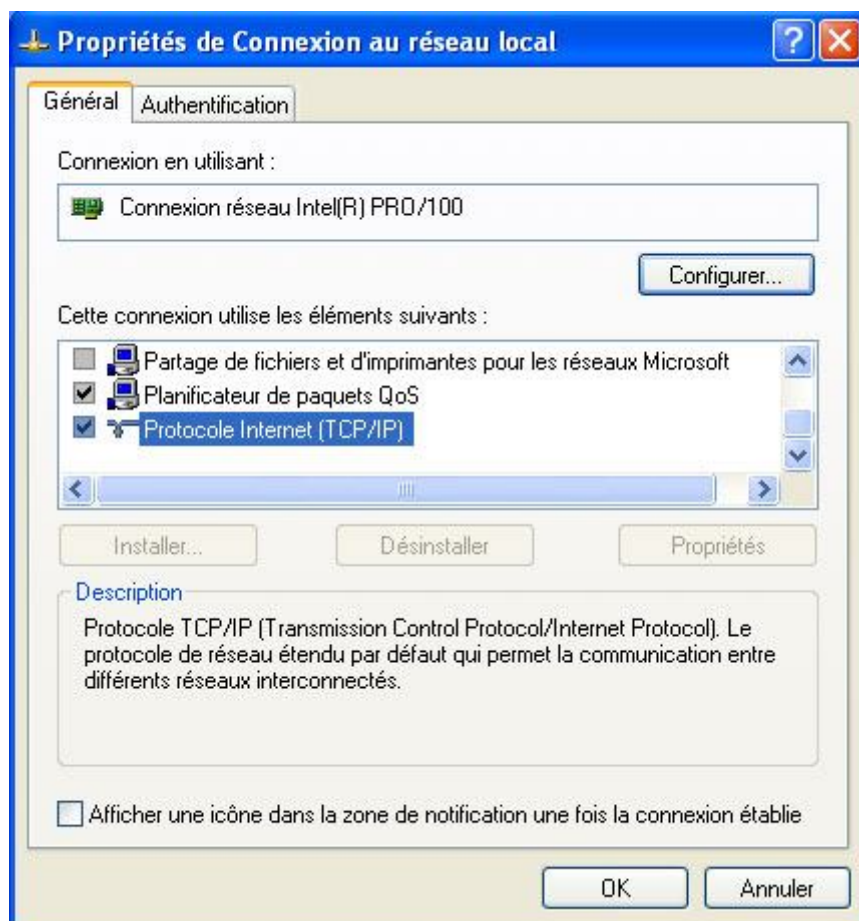 Propriétés de Connexion au réseau local
Général
Authentification
Connexion en utilisant :
Connexion réseau Intel(R) PRO/100
Configurer...
Cette connexion utilise les éléments suivants :
Partage de fichiers et d'imprimantes pour les réseaux Microsoft
Planificateur de paquets QoS
Protocole Internet (TCP/IP)
Installer...
Désinstaller
Propriétés
Description
Protocole TCP/IP (Transmission Control Protocol/Internet Protocol). Le
protocole de réseau étendu par défaut qui permet la communication entre
différents réseaux interconnectés.
Afficher une icône dans la zone de notification une fois la connexion établie
OK
Annuler